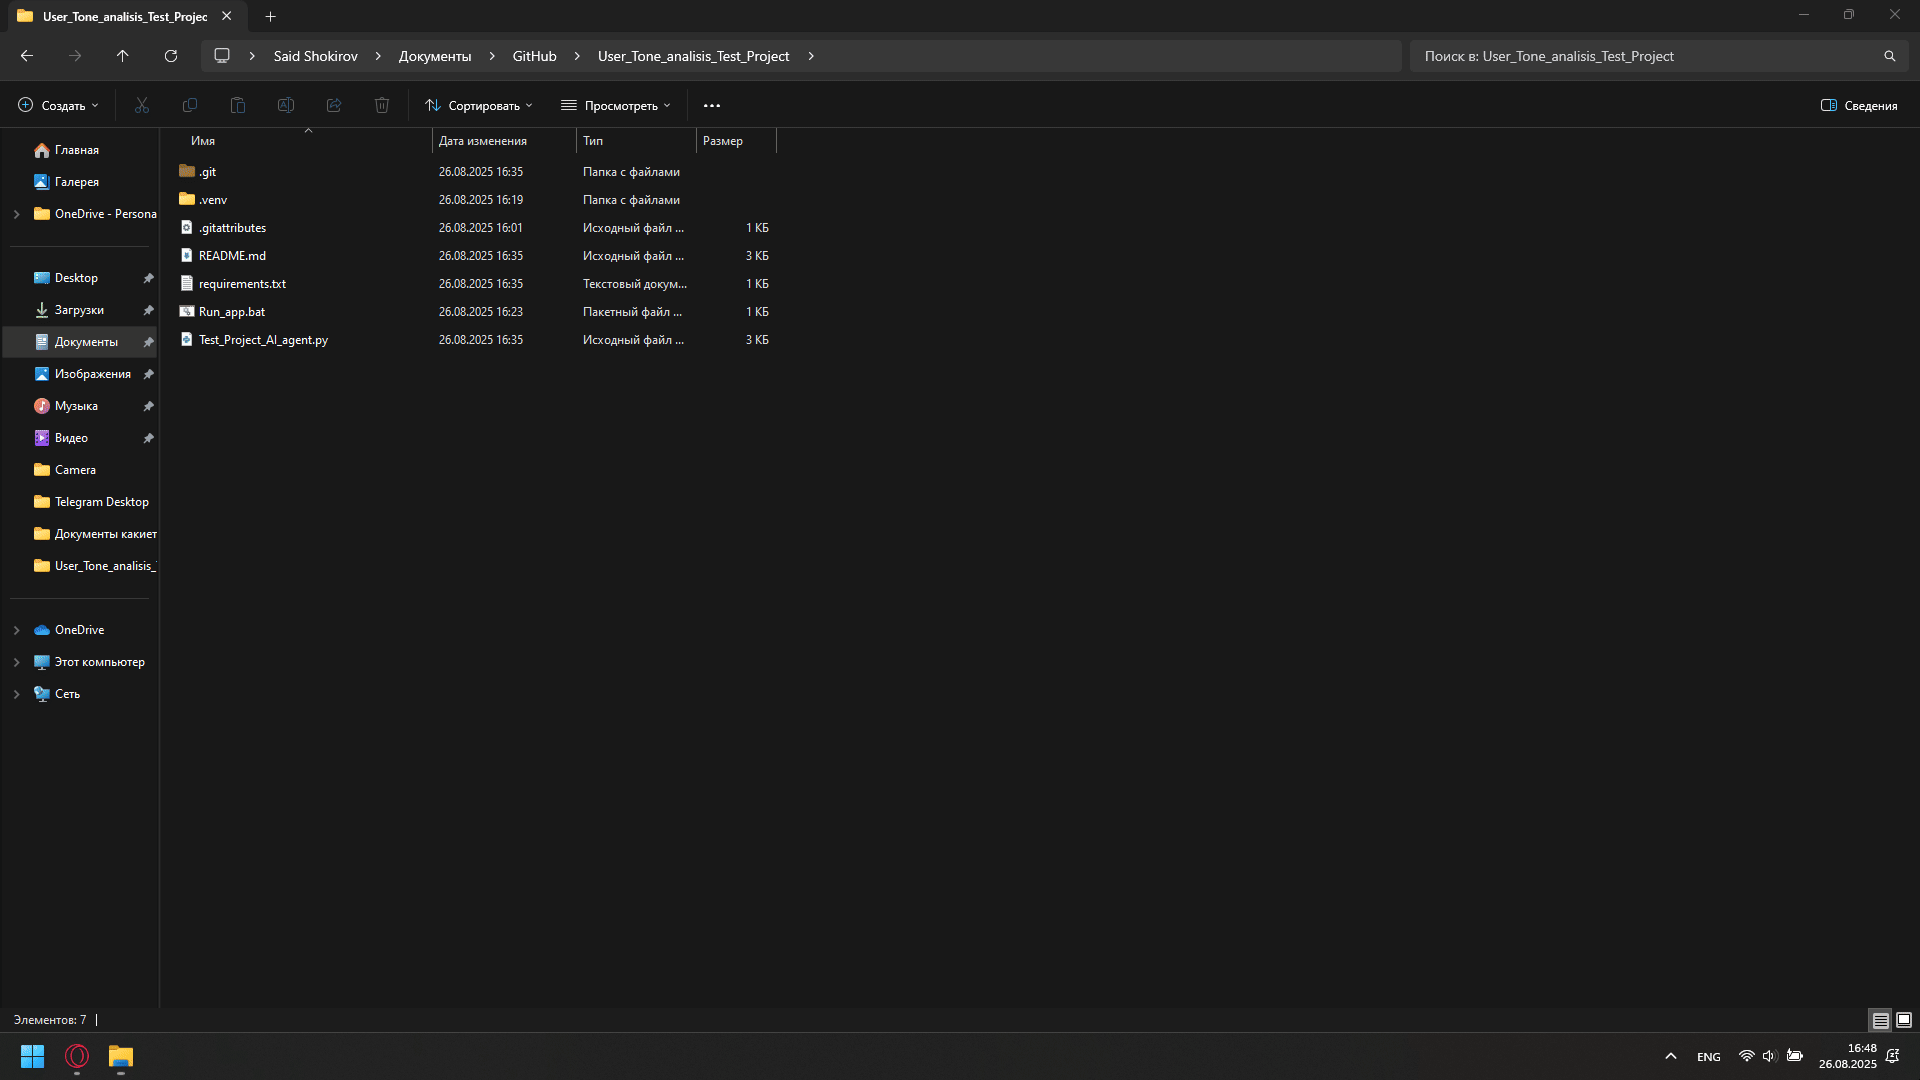 User_Tone_analisis_Test_Projec
Said Shokirov
Документы
GitHub
User_Tone_analisis_Test_Project
Поиск в: User_Tone_analisis_Test_Project
Создать
Сортировать
Просмотреть
Сведения
Главная
Галерея
OneDrive - Persona
Desktop
Загрузки
Документы
Изображения
Музыка
Видео
Camera
Telegram Desktop
Документы какиет
User_Tone_analisis_
OneDrive
Этот компьютер
Сеть
Имя Дата изменения Тип Размер
.git 26.08.2025 16:35 Папка с файлами
.venv 26.08.2025 16:19 Папка с файлами
.gitattributes 26.08.2025 16:01 Исходный файл ... 1 КБ
README.md 26.08.2025 16:35 Исходный файл ... 3 КБ
requirements.txt 26.08.2025 16:35 Текстовый докум... 1 КБ
Run_app.bat 26.08.2025 16:23 Пакетный файл ... 1 КБ
Test_Project_AI_agent.py 26.08.2025 16:35 Исходный файл ... 3 КБ
Элементов: 7
ENG
16:48
26.08.2025